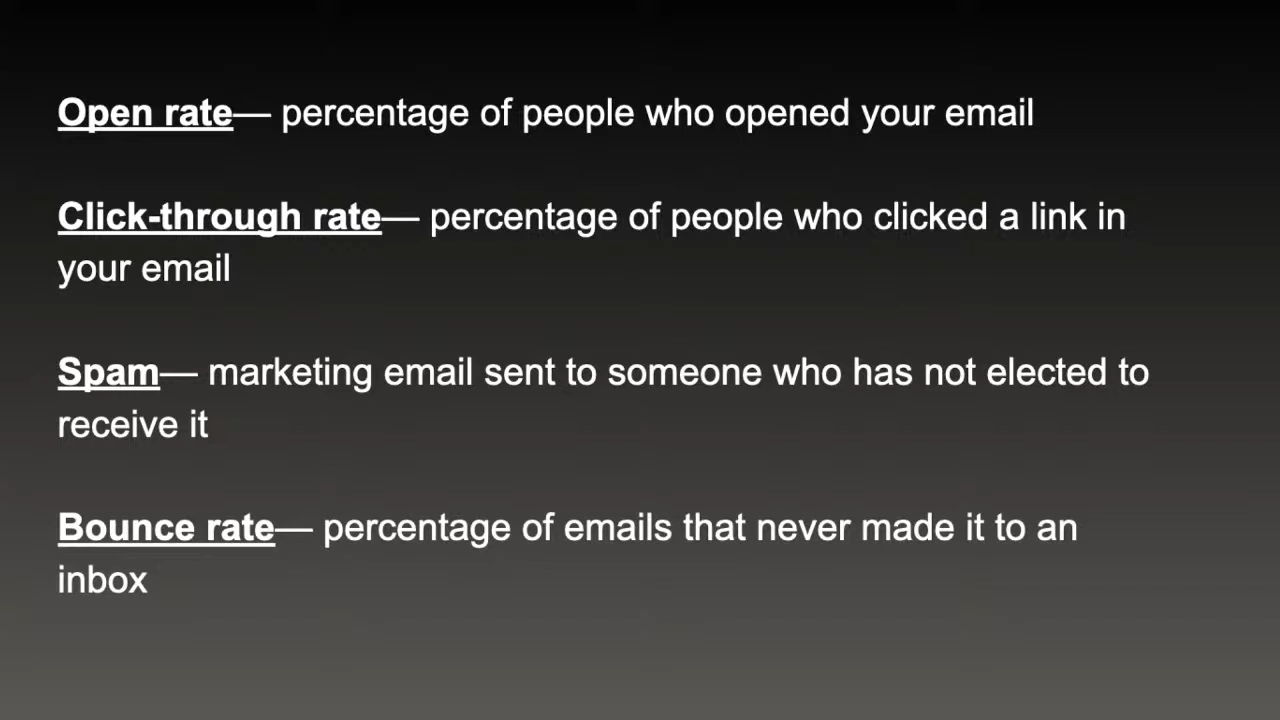 Open rate— percentage of people who opened your email
Click-through rate— percentage of people who clicked a link in
your email
Spam— marketing email sent to someone who has not elected to
receive it
Bounce rate— percentage of emails that never made it to an
inbox